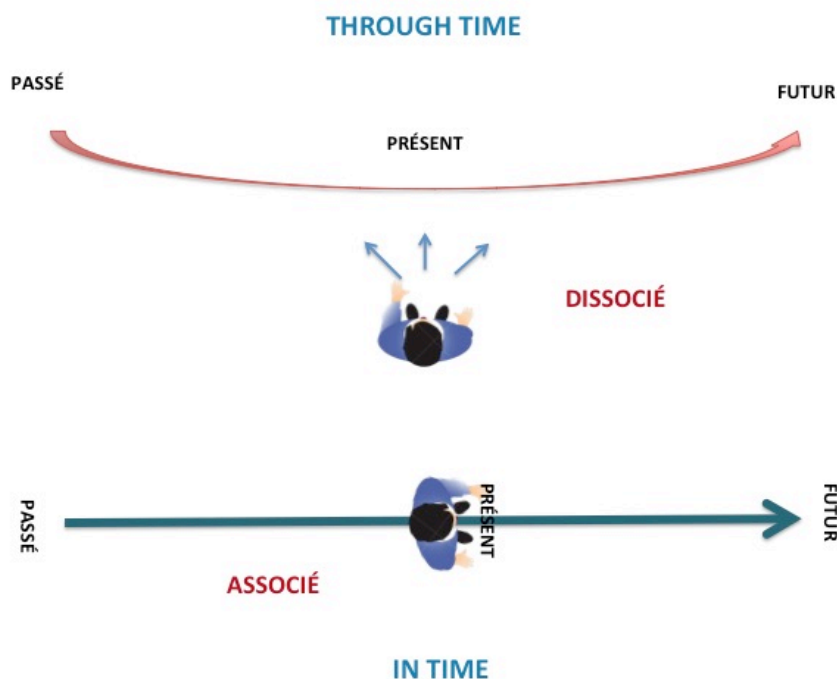 THROUGH TIME
PASSÉ
FUTUR
PRÉSENT
DISSOCIÉ
PASSÉ
PRÉSENT
FUTUR
ASSOCIÉ
IN TIME